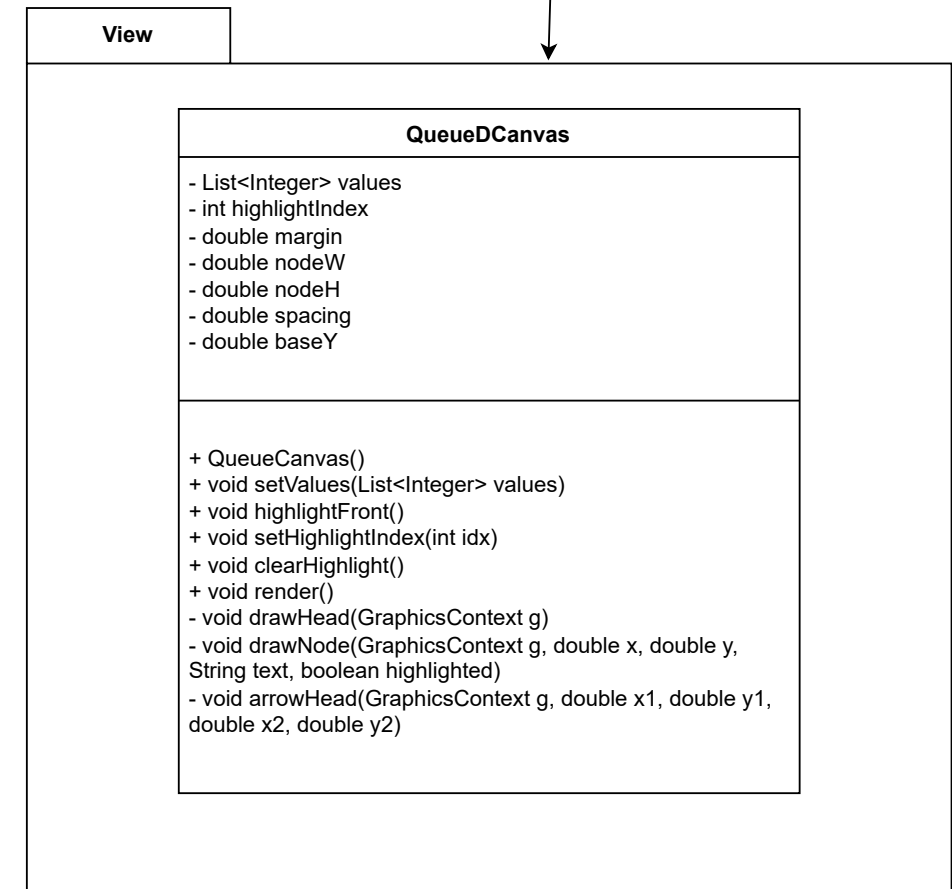 View
QueueDCanvas
- List<Integer> values
- int highlightIndex
- double margin
- double nodeW
- double nodeH
- double spacing
- double baseY
+ QueueCanvas()
+ void setValues(List<Integer> values)
+ void highlightFront()
+ void setHighlightIndex(int idx)
+ void clearHighlight()
+ void render()
- void drawHead(GraphicsContext g)
- void drawNode(GraphicsContext g, double x, double y,
String text, boolean highlighted)
- void arrowHead(GraphicsContext g, double x1, double y1,
double x2, double y2)